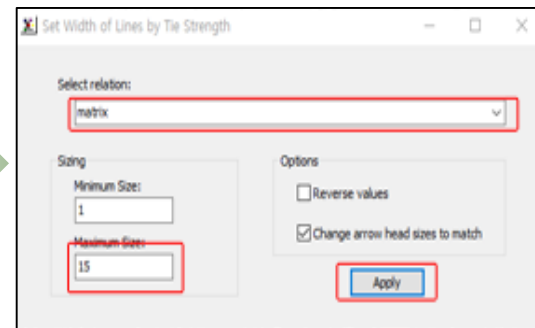 Set Width of Lines by Tie Strength
Select relation:
matrix
Sizing
Minimum Size:
1
Maximum Size:
15
Options
Reverse values
Change arrow head sizes to match
Apply